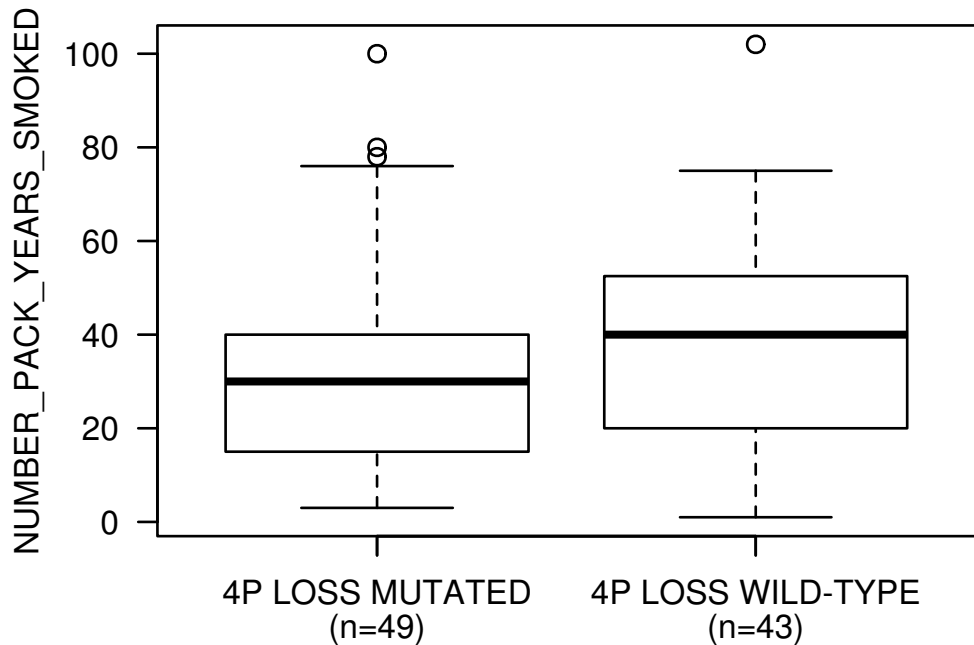 NUMBER_PACK_YEARS_SMOKED
100
80
60
40
20
0
4P LOSS MUTATED
(n=49)
4P LOSS WILD-TYPE
(n=43)